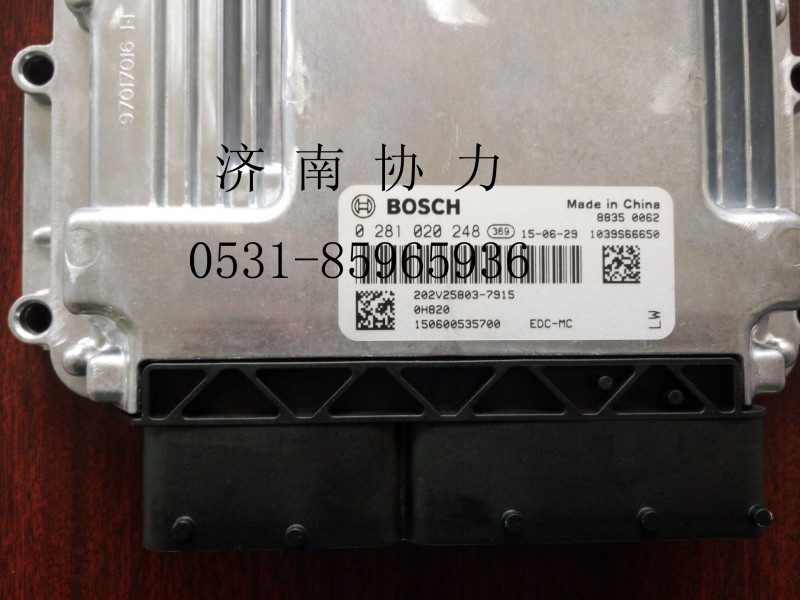 97017016 1.1
济南协力
BOSCH
Made in China
8835 0062
0 281 020 248 369 15-06-29 1039S66650
0531-85965936
202V25803-7915
0H820
150600535700 EDC-MC
LW